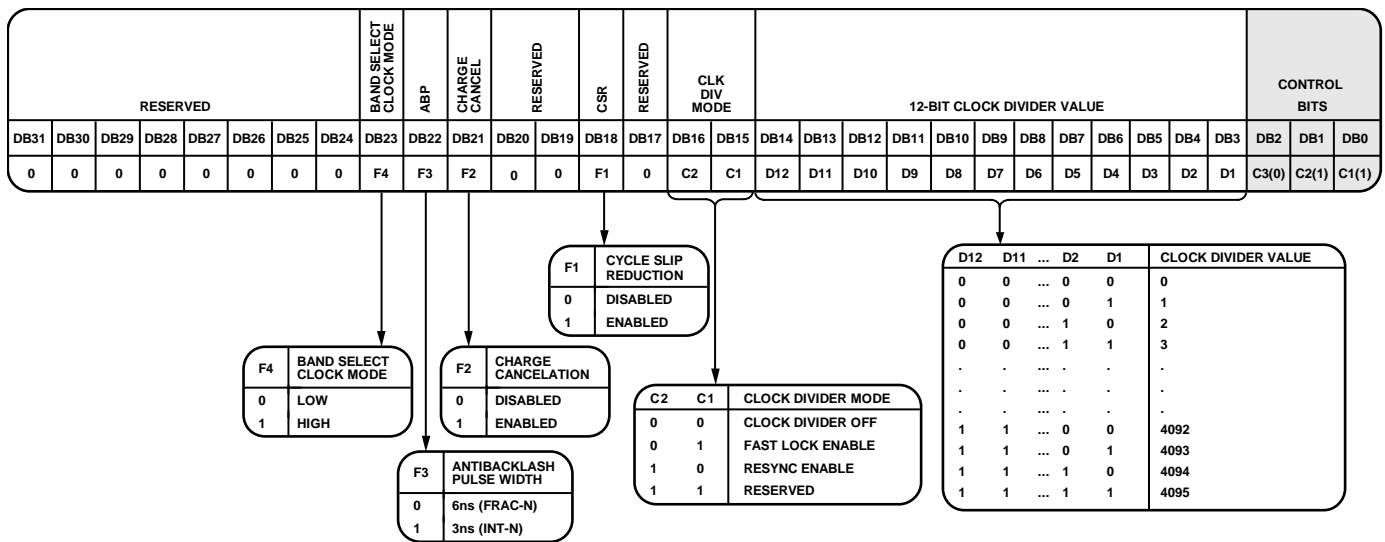 RESERVED
BAND SELECT
CLOCK MODE
ABP
CHARGE
CANCEL
RESERVED
CSR
RESERVED
CLK
DIV
MODE
12-BIT CLOCK DIVIDER VALUE
CONTROL
BITS
DB31 DB30 DB29 DB28 DB27 DB26 DB25 DB24 DB23 DB22 DB21 DB20 DB19 DB18 DB17 DB16 DB15 DB14 DB13 DB12 DB11 DB10 DB9 DB8 DB7 DB6 DB5 DB4 DB3 DB2 DB1 DB0
0 0 0 0 0 0 0 0 F4 F3 F2 0 0 F1 0 C2 C1 D12 D11 D10 D9 D8 D7 D6 D5 D4 D3 D2 D1 C3(0) C2(1) C1(1)
F1 CYCLE SLIP
REDUCTION
0 DISABLED
1 ENABLED
D12 D11 ... D2 D1 CLOCK DIVIDER VALUE
0 0 ... 0 0 0
0 0 ... 0 1 1
0 0 ... 1 0 2
0 0 ... 1 1 3
. . ... . . .
. . ... . . .
. . ... . . .
1 1 ... 0 0 4092
1 1 ... 0 1 4093
1 1 ... 1 0 4094
1 1 ... 1 1 4095
F4 BAND SELECT
CLOCK MODE
0 LOW
1 HIGH
F2 CHARGE
CANCELATION
0 DISABLED
1 ENABLED
C2 C1 CLOCK DIVIDER MODE
0 0 CLOCK DIVIDER OFF
0 1 FAST LOCK ENABLE
1 0 RESYNC ENABLE
1 1 RESERVED
F3 ANTIBACKLASH
PULSE WIDTH
0 6ns (FRAC-N)
1 3ns (INT-N)